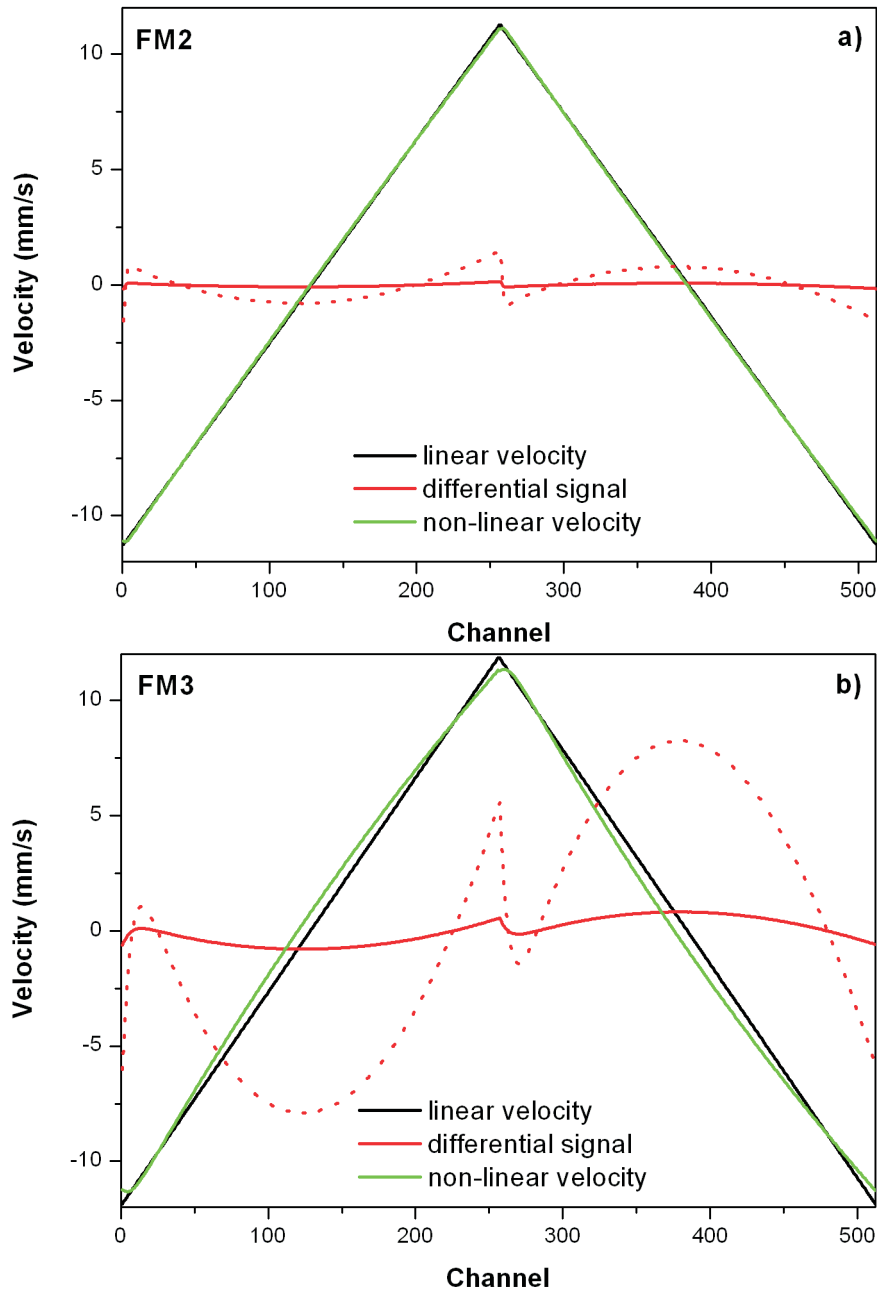 FM2
a)
10
5
0
-5
-10
Velocity (mm/s)
linear velocity
differential signal
non-linear velocity
0
100
200
300
400
500
Channel
FM3
b)
10
5
0
-5
-10
Velocity (mm/s)
linear velocity
differential signal
non-linear velocity
0
100
200
300
400
500
Channel